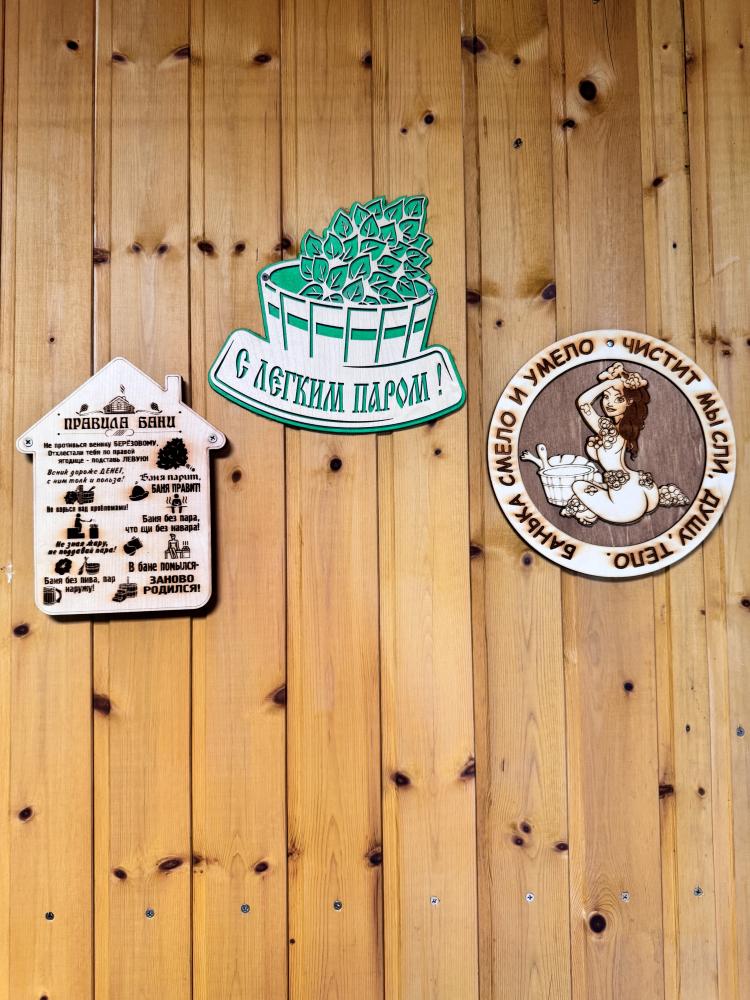 С ЛЕГКИМ ПАРОМ!
ПРАВИЛА БАНИ
Не противься венику БЕРЁЗОВОМУ,
Отхлестали тебя по правой
ягодице - подставь ЛЕВУЮ!
Веник дороже ДЕНЕГ,
с ним толк и польза!
Баня парит,
БАНЯ ПРАВИТ!
Не парься над проблемами!
Баня без пара,
что щи без навара!
Не зная жару,
не поддавай пара!
В бане помылся-
ЗАНОВО
РОДИЛСЯ!
Баня без пива, пар
наружу!
БАНЬКА СМЕЛО И УМЕЛО • ЧИСТИТ МЫСЛИ, ДУШУ, ТЕЛО.